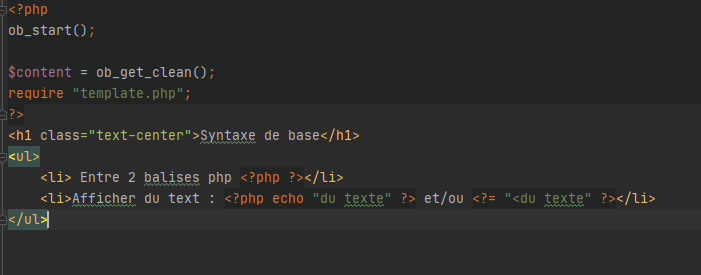 <?php
ob_start();
$content = ob_get_clean();
require "template.php";
?>
<h1 class="text-center">Syntaxe de base</h1>
<ul>
<li> Entre 2 balises php <?php ?></li>
<li>Afficher du text : <?php echo "du texte" ?> et/ou <?= "<du texte" ?></li>
</ul>